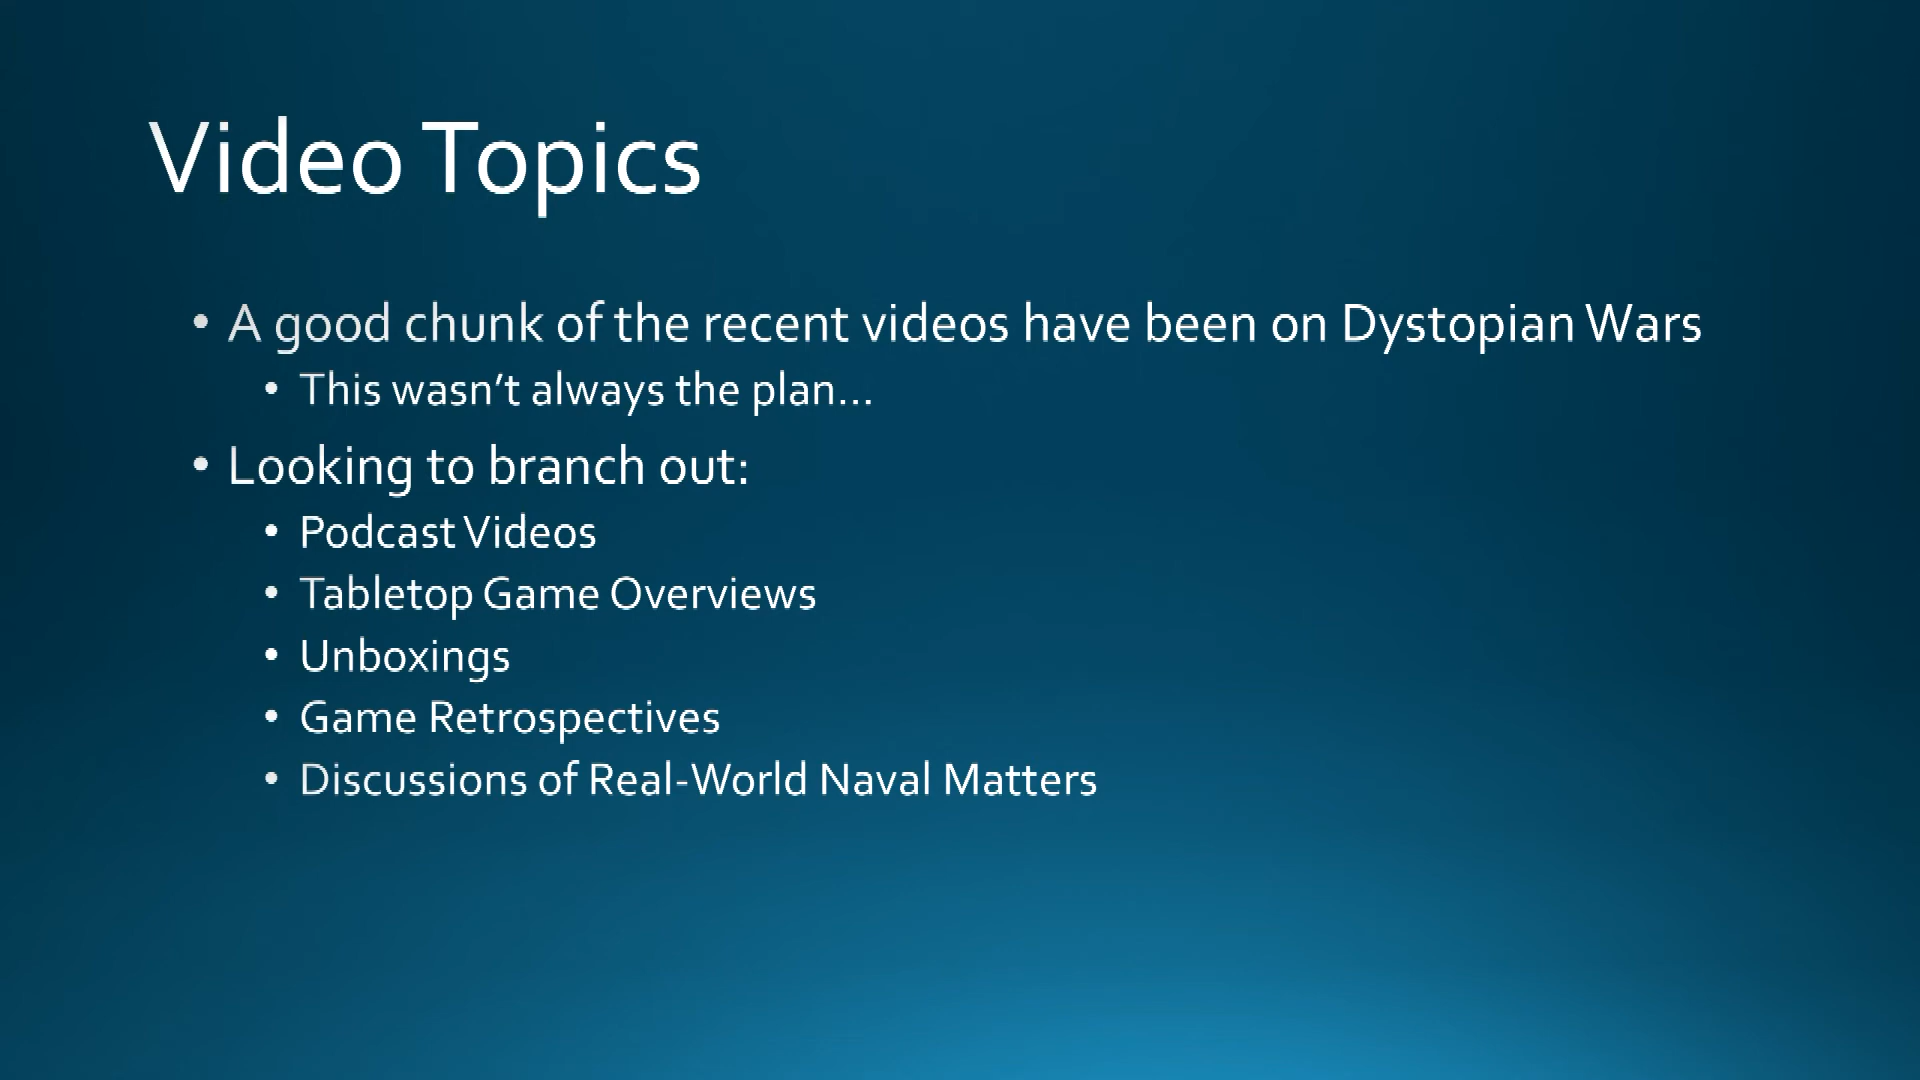 Video Topics
• A good chunk of the recent videos have been on Dystopian Wars
• This wasn’t always the plan…
• Looking to branch out:
• Podcast Videos
• Tabletop Game Overviews
• Unboxings
• Game Retrospectives
• Discussions of Real-World Naval Matters